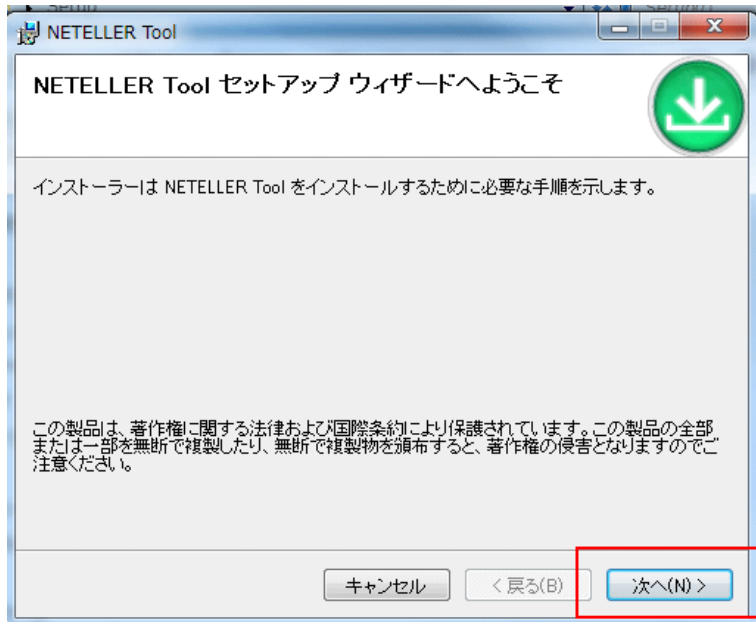 NETELLER Tool
NETELLER Tool セットアップ ウィザードへようこそ
インストーラーは NETELLER Tool をインストールするために必要な手順を示します。
この製品は、著作権に関する法律および国際条約により保護されています。この製品の全部
または一部を無断で複製したり、無断で複製物を頒布すると、著作権の侵害となりますのでご
注意ください。
キャンセル
< 戻る(B)
次へ(N) >